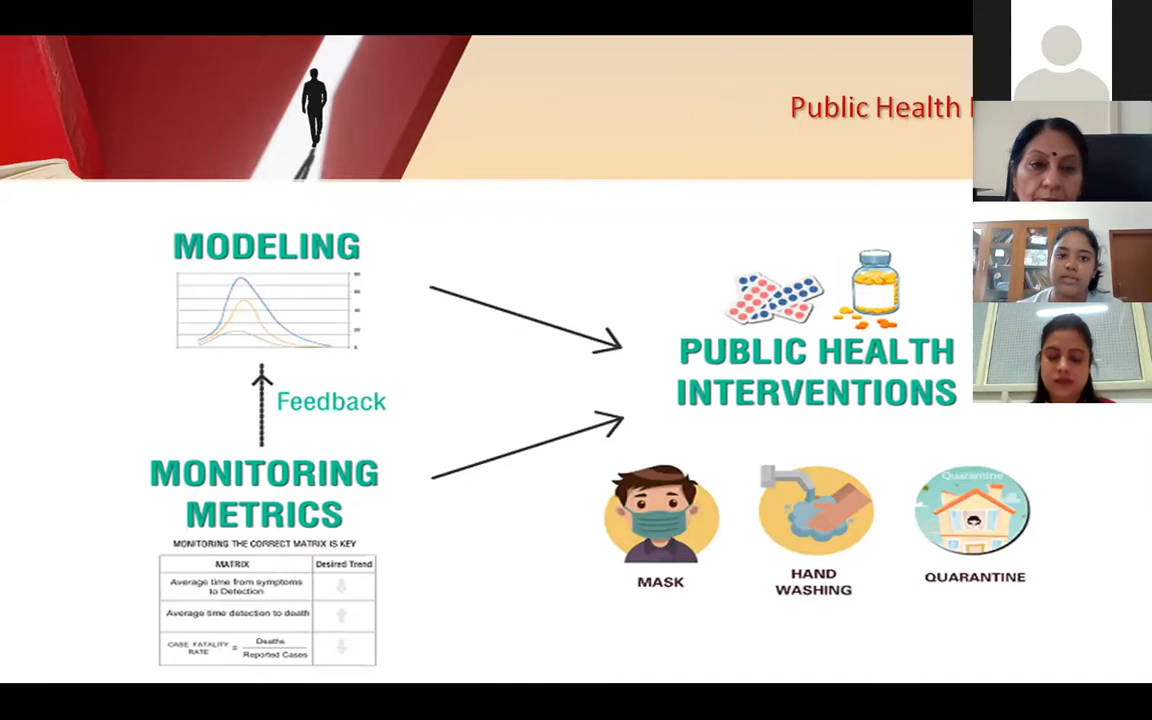 Public Health
MODELING
Feedback
MONITORING
METRICS
MONITORING THE CORRECT MATRIX IS KEY
MATRIX Desired Trend
Average time from symptoms
to Detection
Average time detection to death
CASE FATALITY
RATE = Deaths
Reported Cases
PUBLIC HEALTH
INTERVENTIONS
Quarantine
MASK
HAND
WASHING
QUARANTINE